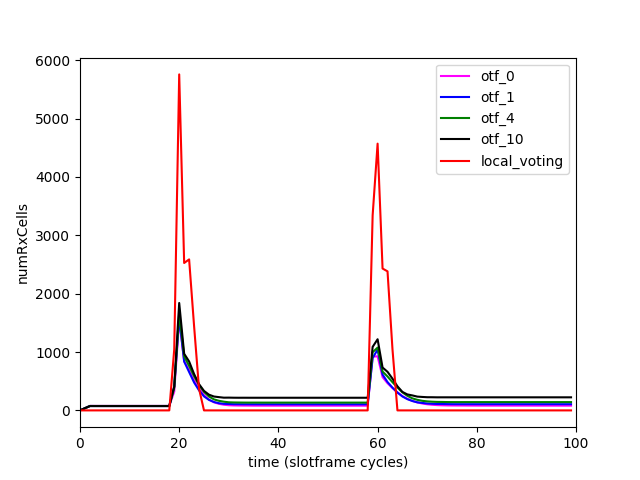 6000
5000
4000
3000
2000
1000
0
numRxCells
0 20 40 60 80 100
time (slotframe cycles)
otf_0
otf_1
otf_4
otf_10
local_voting